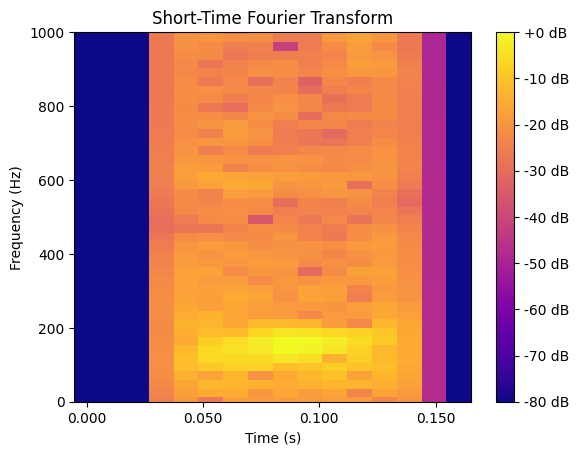 Short-Time Fourier Transform
Frequency (Hz)
1000
800
600
400
200
0
0.000
0.050
0.100
0.150
Time (s)
+0 dB
-10 dB
-20 dB
-30 dB
-40 dB
-50 dB
-60 dB
-70 dB
-80 dB